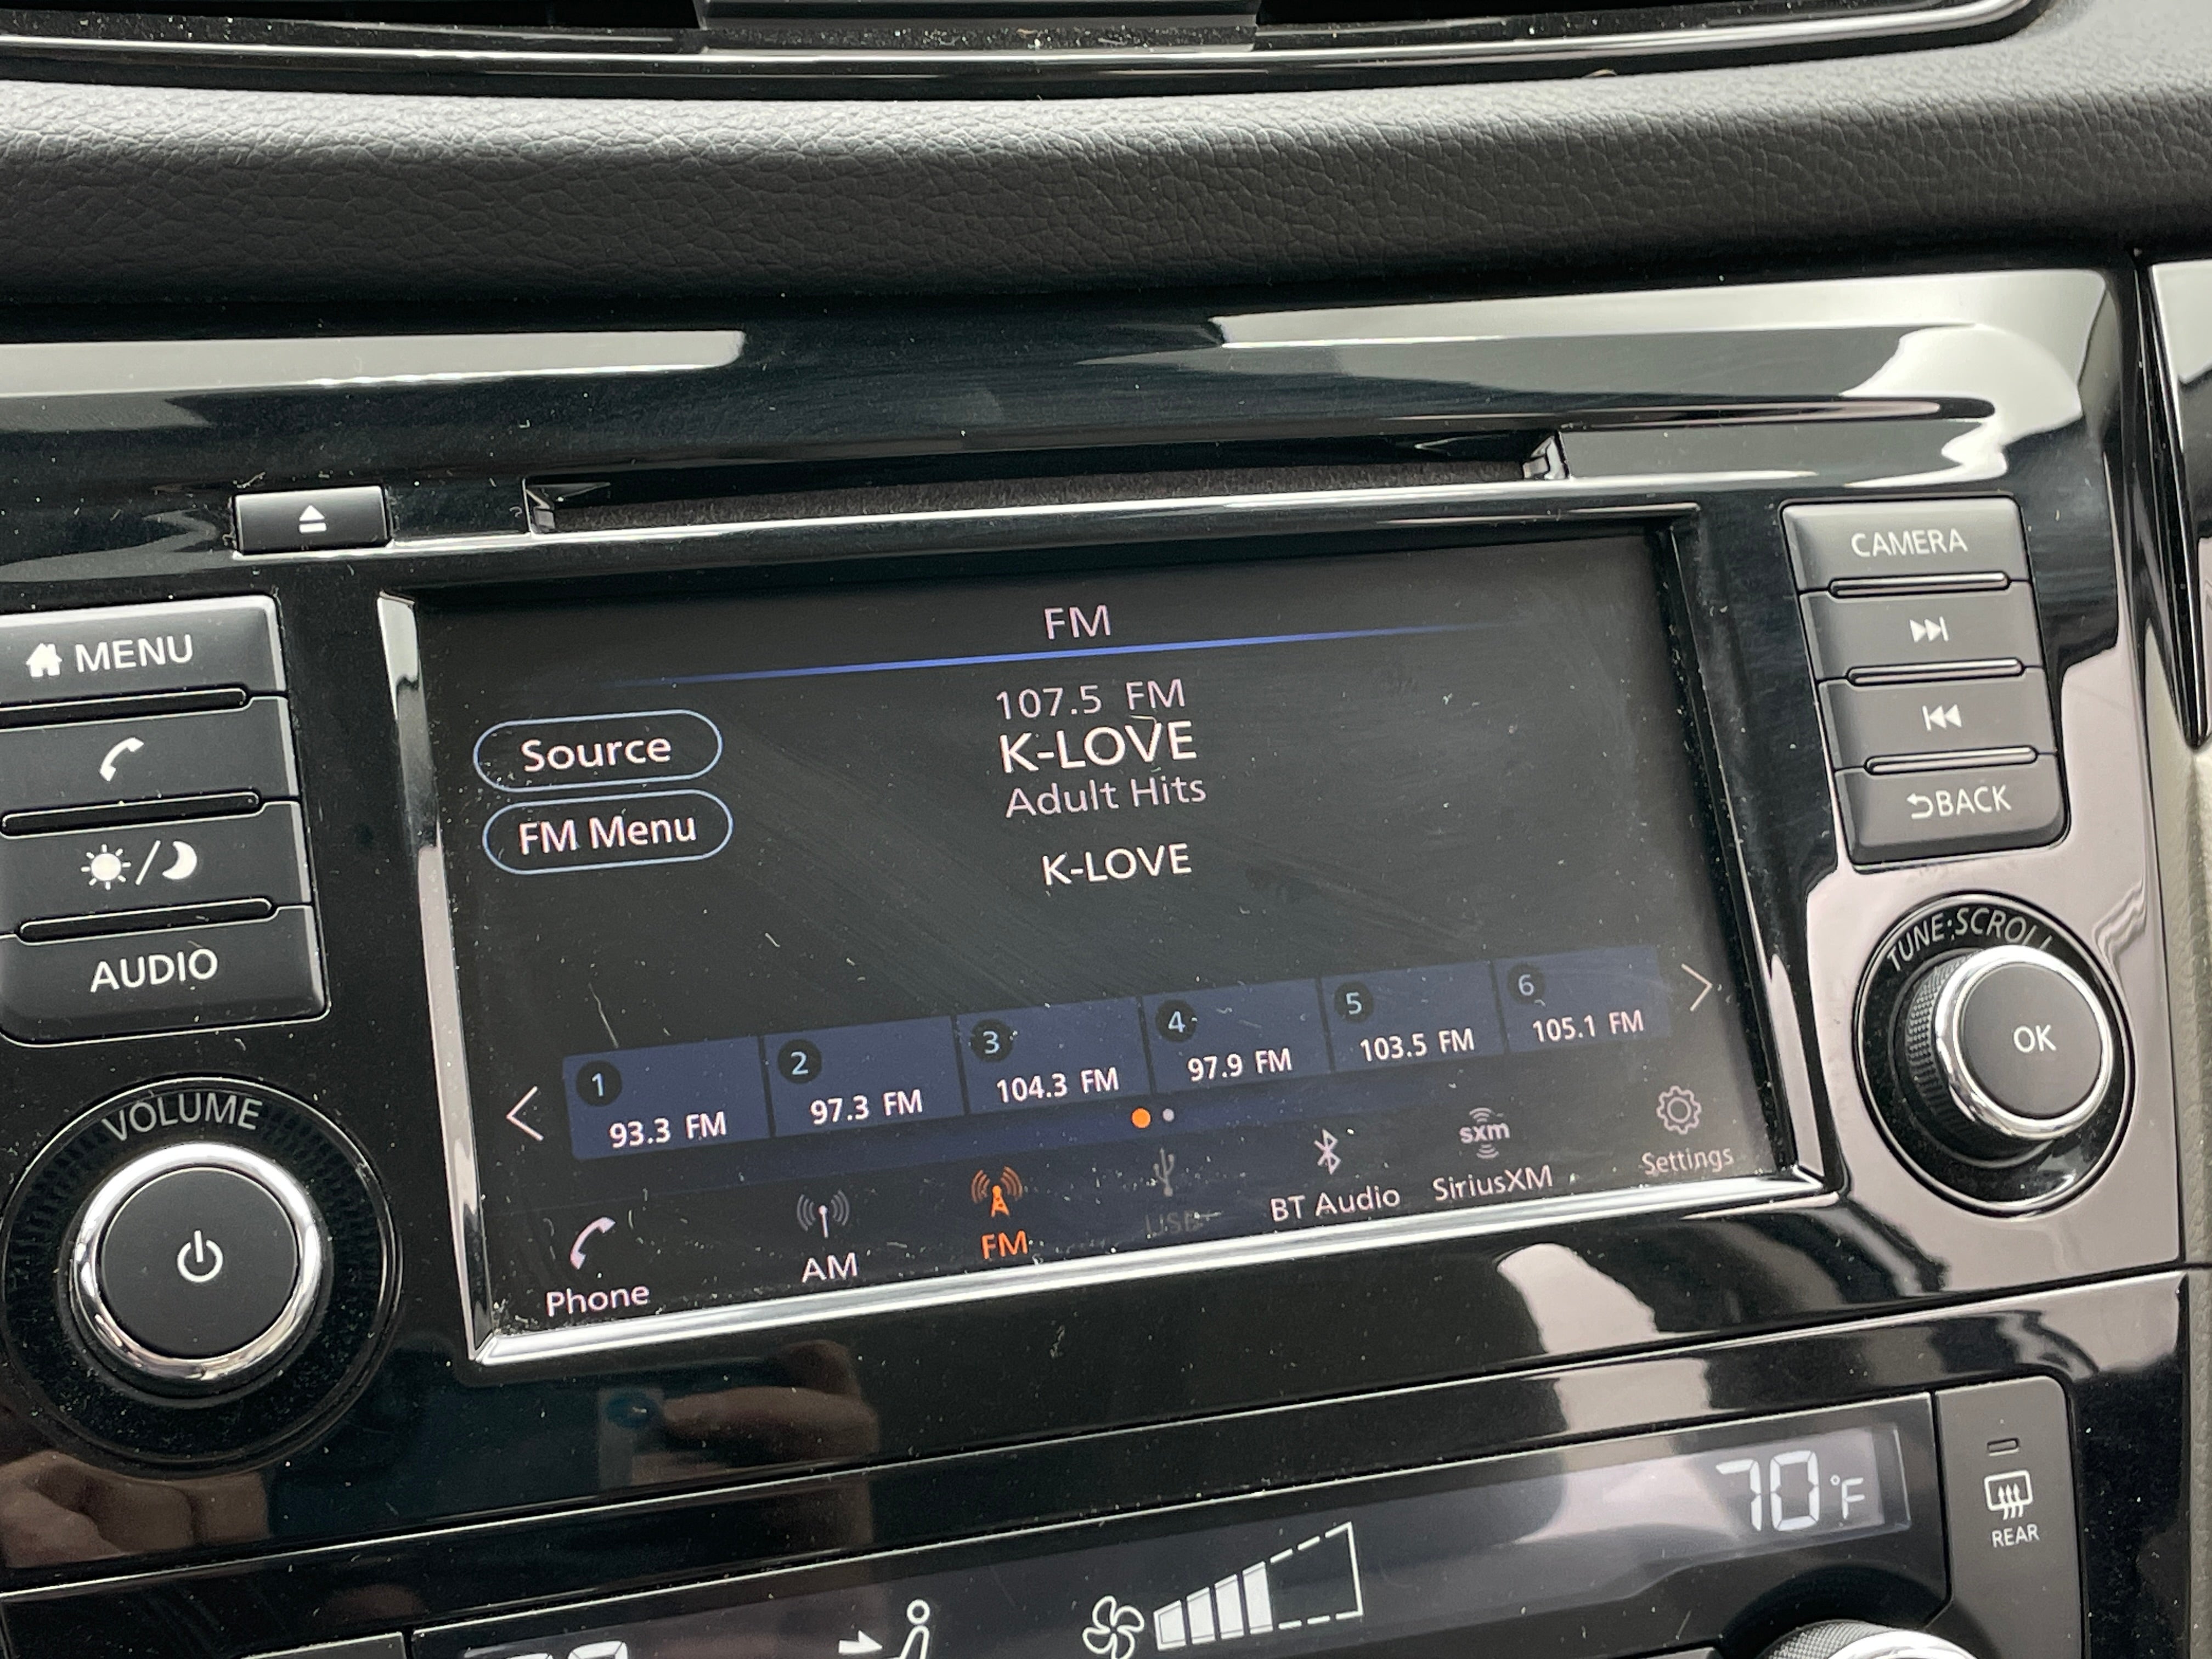 MENU
AUDIO
VOLUME
FM
107.5 FM
K-LOVE
Adult Hits
K-LOVE
Source
FM Menu
1
93.3 FM
2
97.3 FM
3
104.3 FM
4
97.9 FM
5
103.5 FM
6
105.1 FM
Phone
AM
FM
USB
BT Audio
sxm
SiriusXM
Settings
CAMERA
BACK
TUNE·SCROLL
OK
70°F
REAR